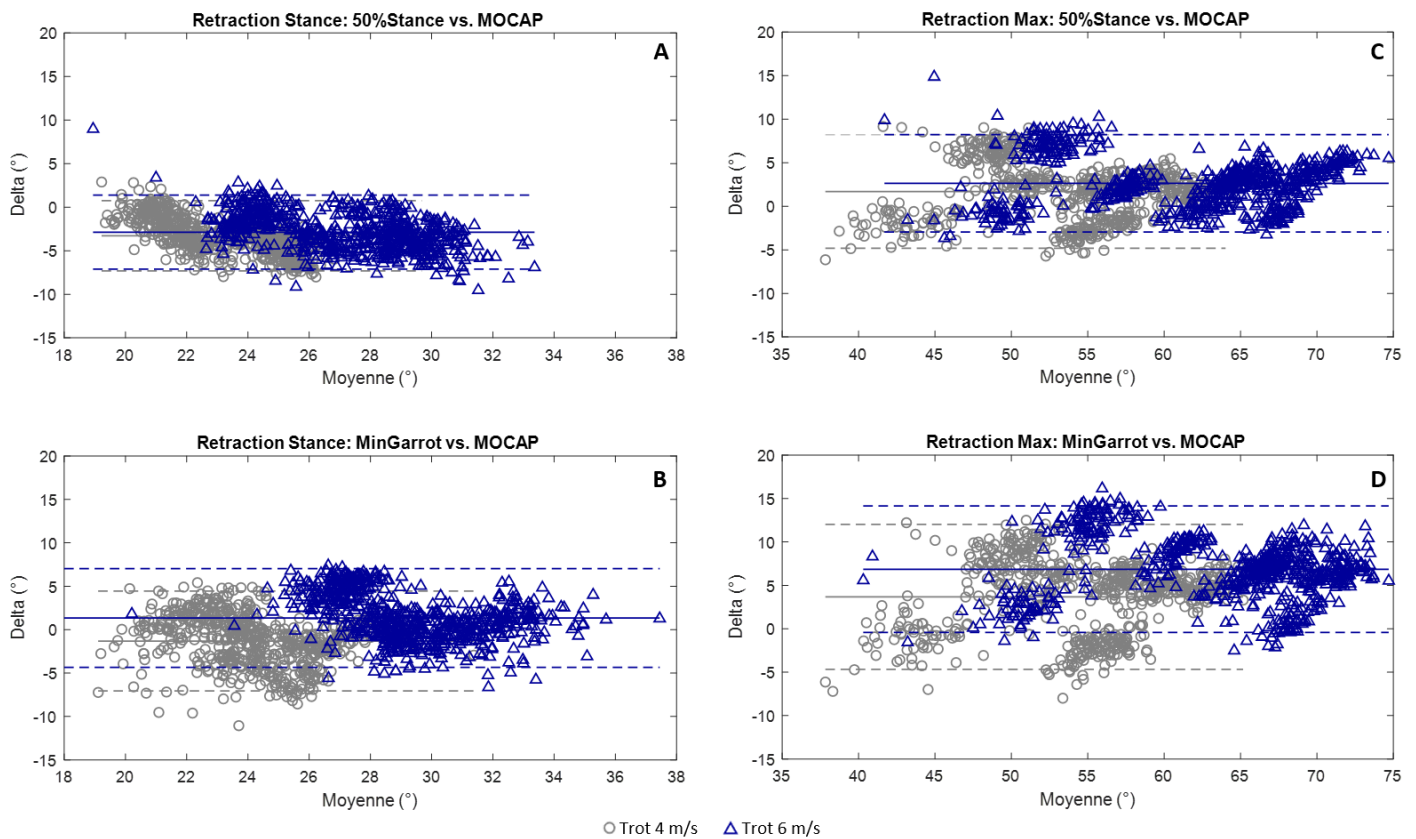 Retraction Stance: 50%Stance vs. MOCAP
A
20
15
10
5
0
-5
-10
-15
Delta (°)
18 20 22 24 26 28 30 32 34 36 38
Moyenne (°)
Retraction Max: 50%Stance vs. MOCAP
C
20
15
10
5
0
-5
-10
-15
Delta (°)
35 40 45 50 55 60 65 70 75
Moyenne (°)
Retraction Stance: MinGarrot vs. MOCAP
B
20
15
10
5
0
-5
-10
-15
Delta (°)
18 20 22 24 26 28 30 32 34 36 38
Moyenne (°)
Retraction Max: MinGarrot vs. MOCAP
D
20
15
10
5
0
-5
-10
-15
Delta (°)
35 40 45 50 55 60 65 70 75
Moyenne (°)
Trot 4 m/s Trot 6 m/s